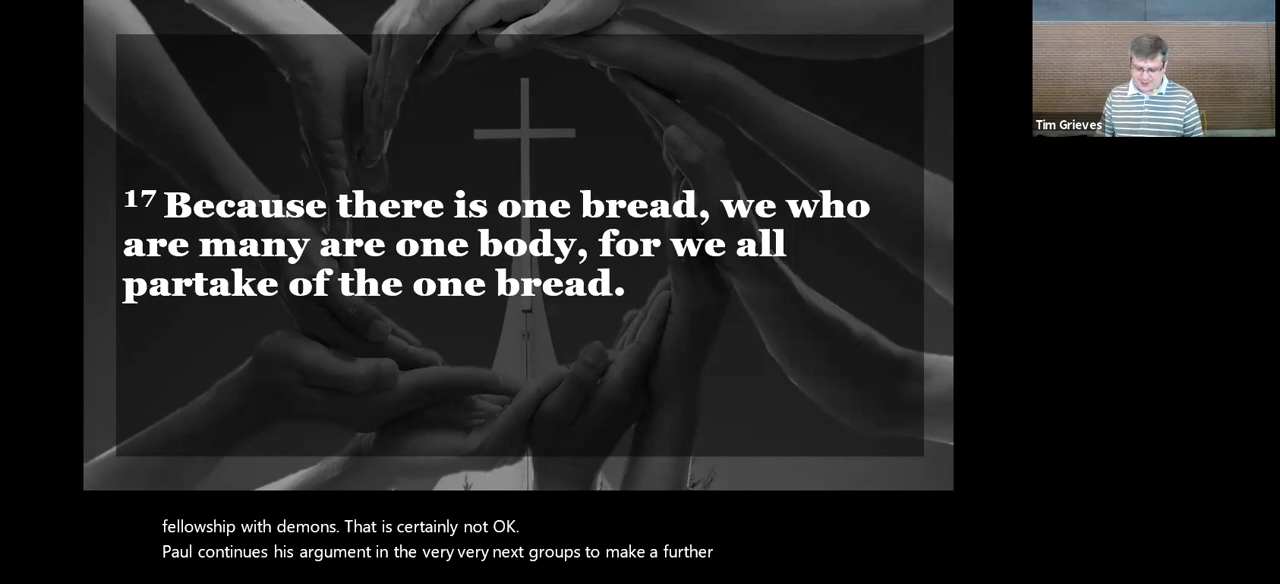 17 Because there is one bread, we who
are many are one body, for we all
partake of the one bread.
Tim Grieves
fellowship with demons. That is certainly not OK.
Paul continues his argument in the very very next groups to make a further